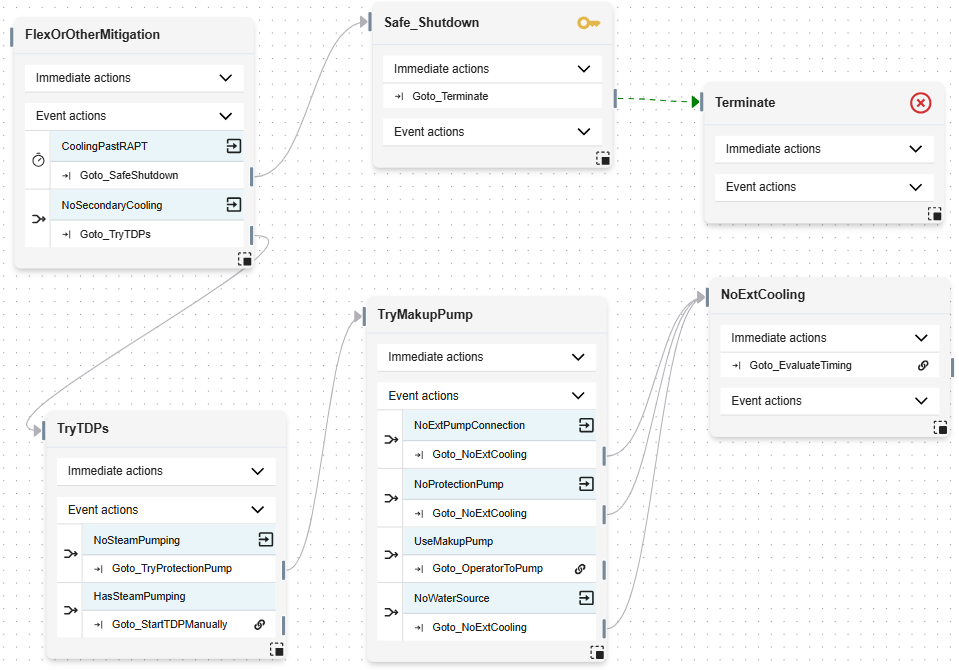 FlexOrOtherMitigation
Immediate actions
Event actions
CoolingPastRAPT
Goto_SafeShutdown
NoSecondaryCooling
Goto_TryTDPs
Safe_Shutdown
Immediate actions
Goto_Terminate
Event actions
Terminate
Immediate actions
Event actions
TryTDPs
Immediate actions
Event actions
NoSteamPumping
Goto_TryProtectionPump
HasSteamPumping
Goto_StartTDPManually
TryMakupPump
Immediate actions
Event actions
NoExtPumpConnection
Goto_NoExtCooling
NoProtectionPump
Goto_NoExtCooling
UseMakupPump
Goto_OperatorToPump
NoWaterSource
Goto_NoExtCooling
NoExtCooling
Immediate actions
Goto_EvaluateTiming
Event actions